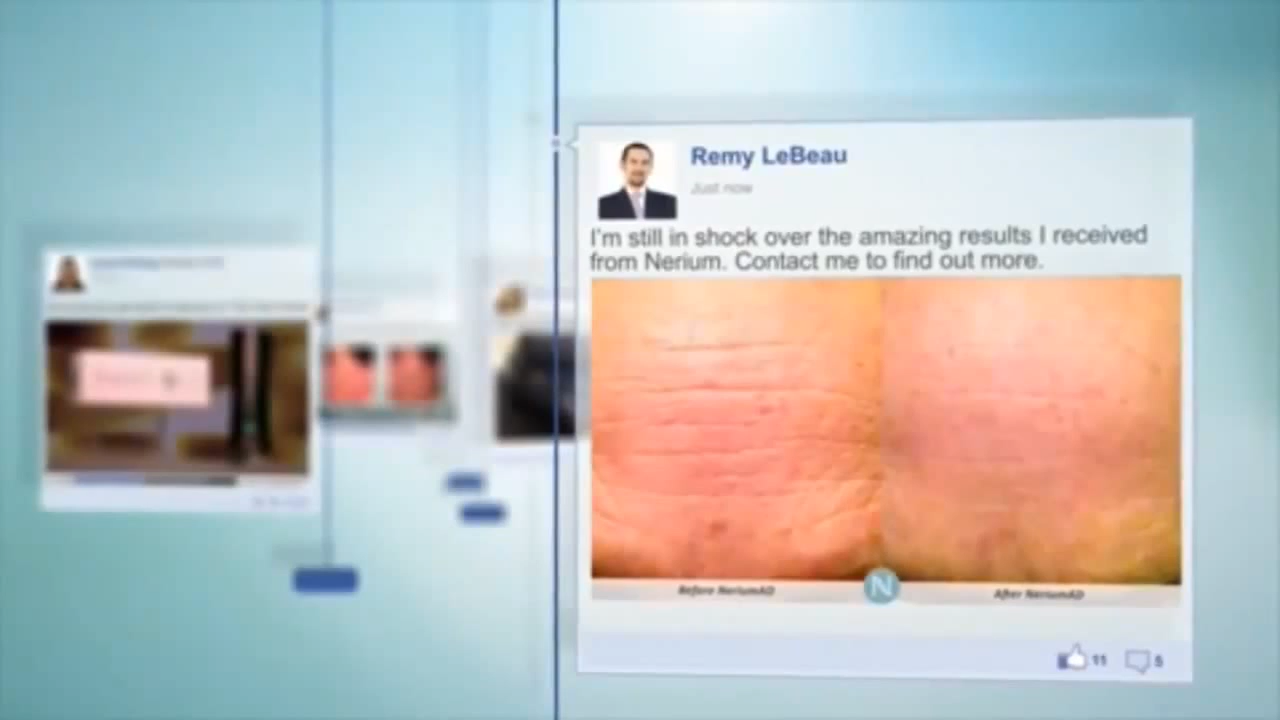 Remy LeBeau
Just now
I'm still in shock over the amazing results I received
from Nerium. Contact me to find out more.
Before NeriumAD
N
After NeriumAD
11
5